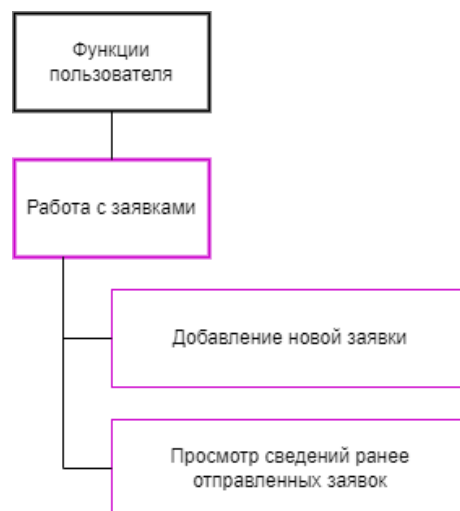 Функции
пользователя
Работа с заявками
Добавление новой заявки
Просмотр сведений ранее
отправленных заявок